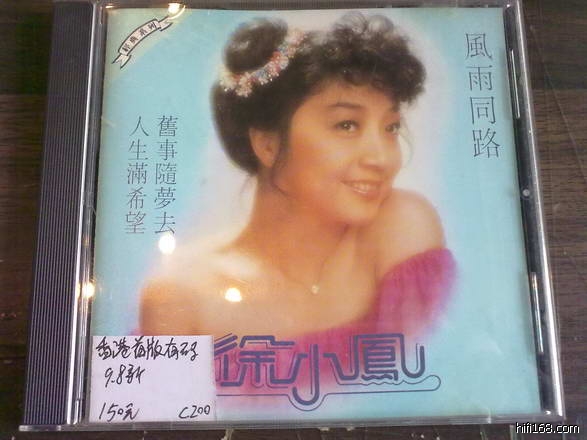 經典系列
風雨同路
舊事隨夢去
人生滿希望
徐小鳳
香港首版有码
9.8新
150元 C200
hifi168.com